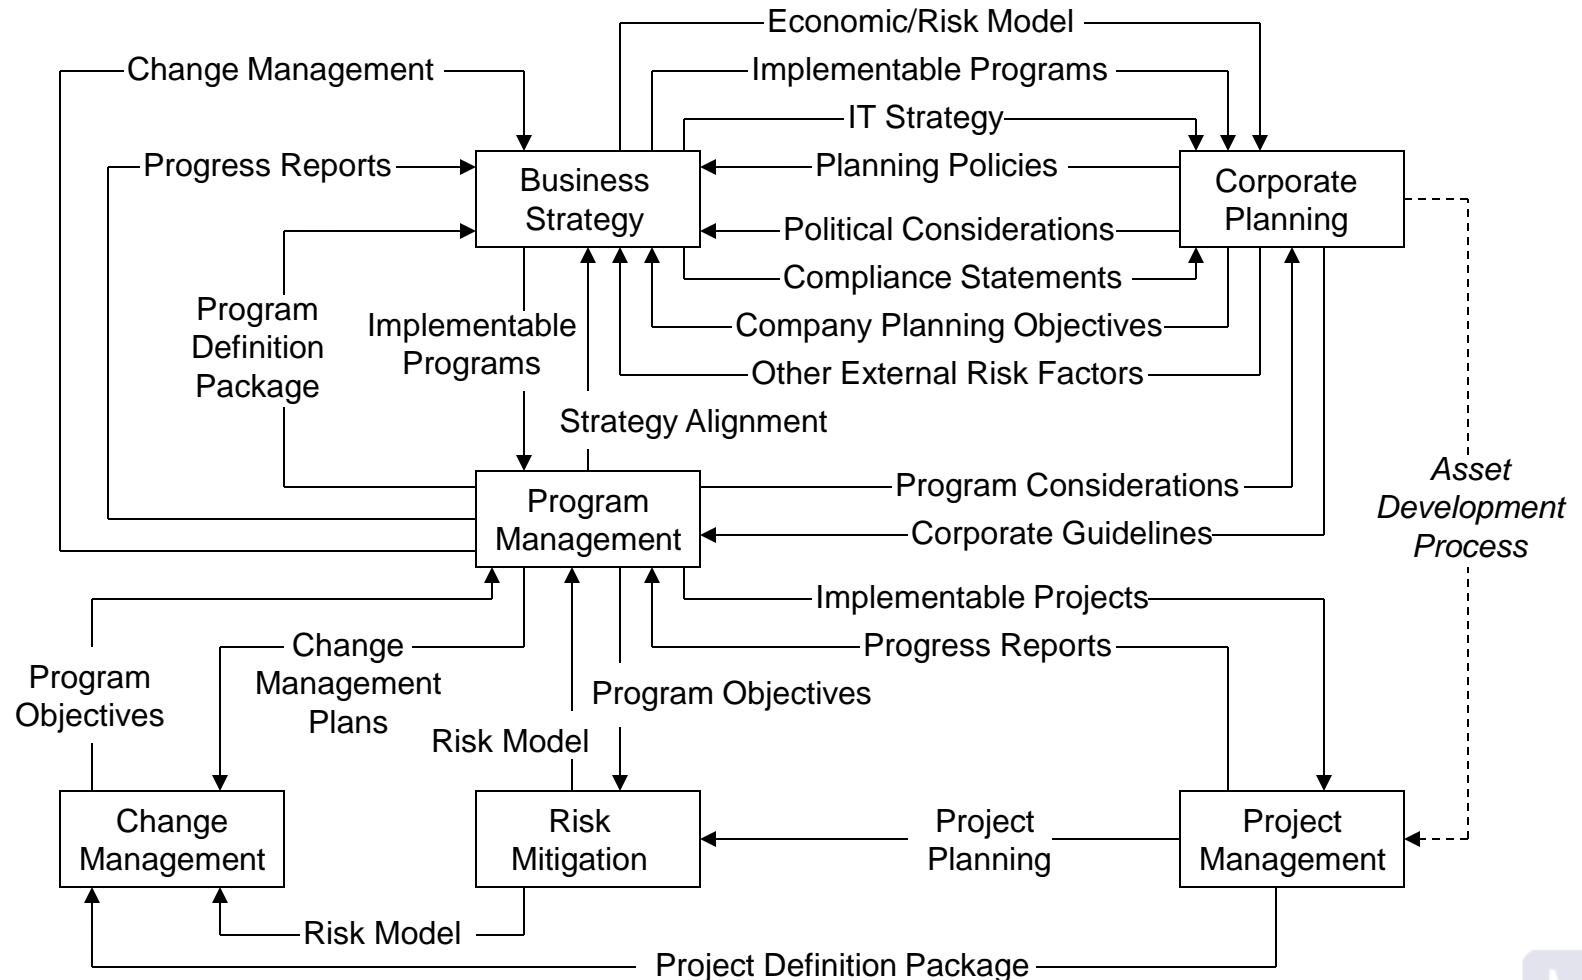 Economic/Risk Model
Change Management
Implementable Programs
IT Strategy
Progress Reports
Planning Policies
Business
Strategy
Corporate
Planning
Political Considerations
Compliance Statements
Program
Definition
Package
Implementable
Programs
Company Planning Objectives
Other External Risk Factors
Strategy Alignment
Asset
Development
Process
Program
Management
Program Considerations
Corporate Guidelines
Implementable Projects
Progress Reports
Change
Management
Plans
Program
Objectives
Program Objectives
Risk Model
Change
Management
Risk
Mitigation
Project
Planning
Project
Management
Risk Model
Project Definition Package